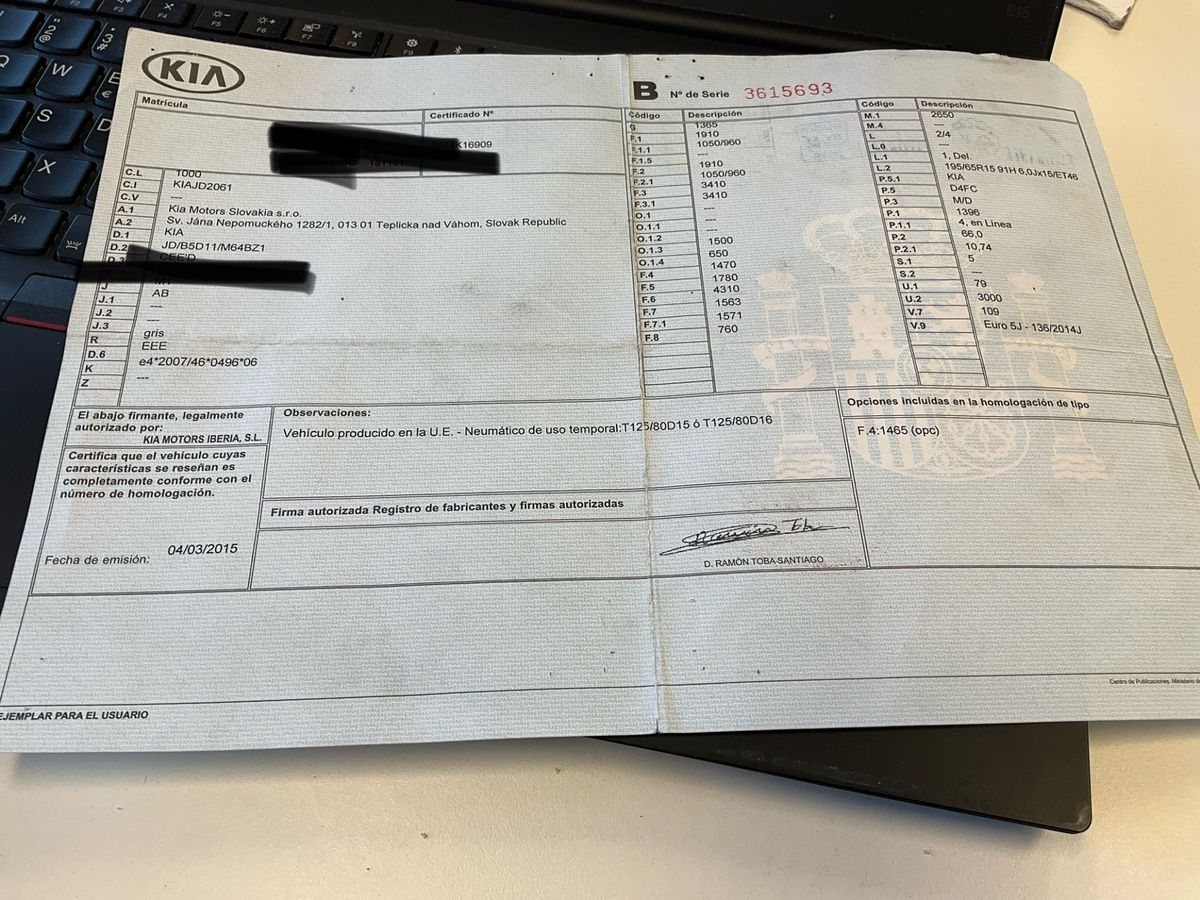 KIA
B Nº de Serie 3615693
Matrícula
Certificado Nº
K16909
C.L 1000
C.I KIAJD2061
C.V ---
A.1 Kia Motors Slovakia s.r.o.
A.2 Sv. Jána Nepomuckého 1282/1, 013 01 Teplicka nad Váhom, Slovak Republic
D.1 KIA
D.2 JD/B5D11/M64BZ1
D.3 CEE'D
J AB
J.1 ---
J.2 ---
J.3
R gris
D.6 EEE
K e4*2007/46*0496*06
Z ---
Código Descripción
G 1365
F.1 1910
F.1.1 1050/960
F.1.5 ---
F.2 1910
F.2.1 1050/960
F.3 3410
F.3.1 3410
O.1 ---
O.1.1 ---
O.1.2 1500
O.1.3 650
O.1.4
F.4 1470
F.5 1780
F.6 4310
F.7 1563
F.7.1 1571
F.8 760
Código Descripción
M.1 2650
M.4 ---
L 2/4
L.0 ---
L.1 1, Del.
L.2 195/65R15 91H 6,0Jx15/ET46
P.5.1 KIA
P.5 D4FC
P.3 M/D
P.1 1396
P.1.1 4, en Linea
P.2 66,0
P.2.1 10,74
S.1 5
S.2 ---
U.1 79
U.2 3000
V.7 109
V.9 Euro 5J - 136/2014J
El abajo firmante, legalmente
autorizado por:
KIA MOTORS IBERIA, S.L.
Certifica que el vehículo cuyas
características se reseñan es
completamente conforme con el
número de homologación.
Fecha de emisión: 04/03/2015
Observaciones:
Vehículo producido en la U.E. - Neumático de uso temporal:T125/80D15 ó T125/80D16
Firma autorizada Registro de fabricantes y firmas autorizadas
D. RAMÓN TOBA SANTIAGO
Opciones incluidas en la homologación de tipo
F.4:1465 (opc)
Centro de Publicaciones. Ministerio
EJEMPLAR PARA EL USUARIO
E15